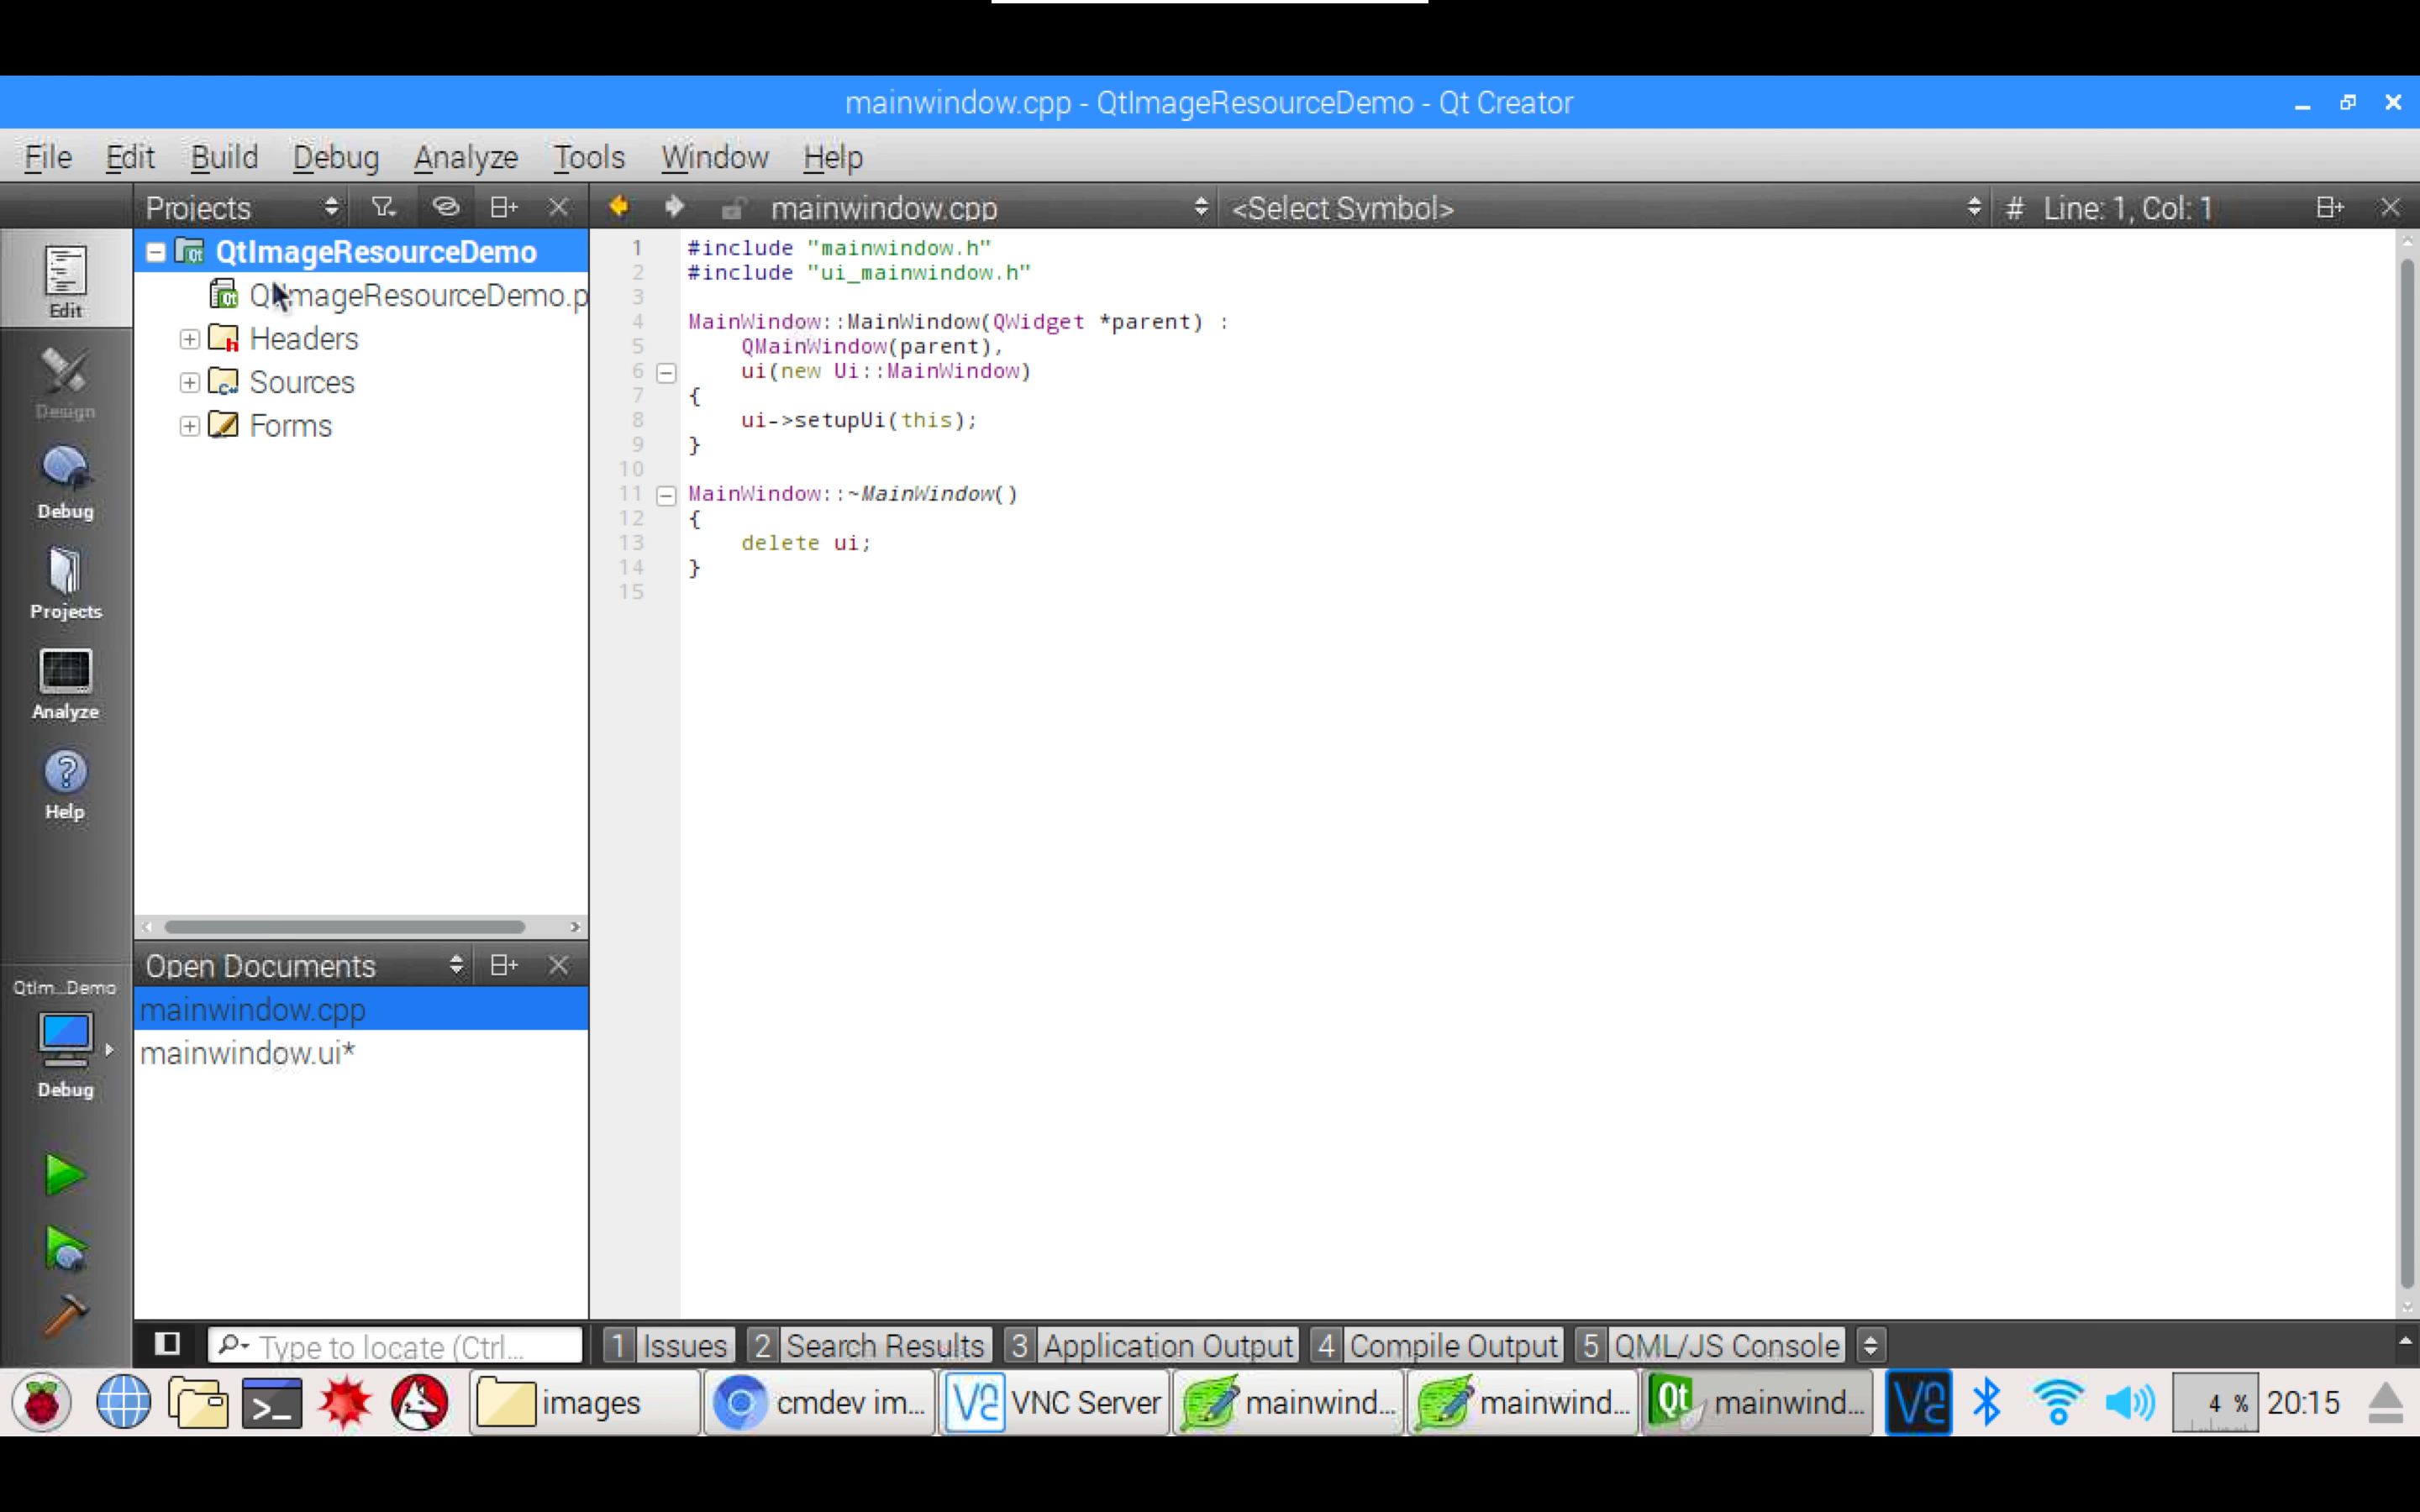 mainwindow.cpp - QtImageResourceDemo - Qt Creator
File Edit Build Debug Analyze Tools Window Help
Projects mainwindow.cpp <Select Symbol> # Line: 1, Col: 1
QtImageResourceDemo
QtImageResourceDemo.p
Headers
Sources
Forms
Edit
Design
Debug
Projects
Analyze
Help
1 #include "mainwindow.h"
2 #include "ui_mainwindow.h"
3
4 MainWindow::MainWindow(QWidget *parent) :
5 QMainWindow(parent),
6 ui(new Ui::MainWindow)
7 {
8 ui->setupUi(this);
9 }
10
11 MainWindow::~MainWindow()
12 {
13 delete ui;
14 }
15
Open Documents
mainwindow.cpp
mainwindow.ui*
QtIm...Demo
Debug
Type to locate (Ctrl... 1 Issues 2 Search Results 3 Application Output 4 Compile Output 5 QML/JS Console
images cmdev im... VNC Server mainwind... mainwind... Qt mainwind... 4 % 20:15